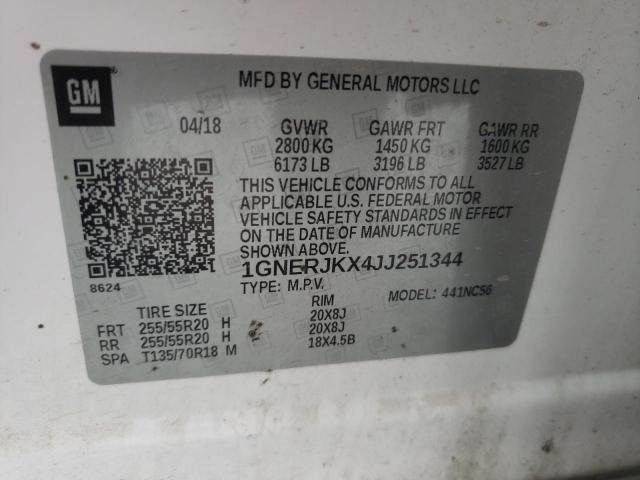 GM
MFD BY GENERAL MOTORS LLC
04/18 GVWR GAWR FRT GAWR RR
2800 KG 1450 KG 1600 KG
6173 LB 3196 LB 3527 LB
THIS VEHICLE CONFORMS TO ALL
APPLICABLE U.S. FEDERAL MOTOR
VEHICLE SAFETY STANDARDS IN EFFECT
ON THE DATE OF MANUFACTURE
SHOWN ABOVE.
8624
1GNERJKX4JJ251344
TYPE: M.P.V. MODEL: 441NC56
TIRE SIZE RIM
FRT 255/55R20 H 20X8J
RR 255/55R20 H 20X8J
SPA T135/70R18 M 18X4.5B